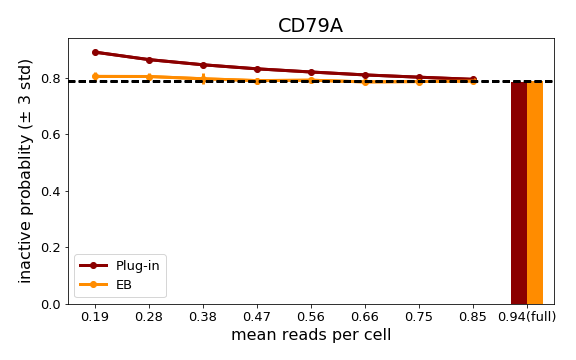 CD79A
inactive probablity (± 3 std)
0.8
0.6
0.4
0.2
0.0
Plug-in
EB
0.19 0.28 0.38 0.47 0.56 0.66 0.75 0.85 0.94(full)
mean reads per cell